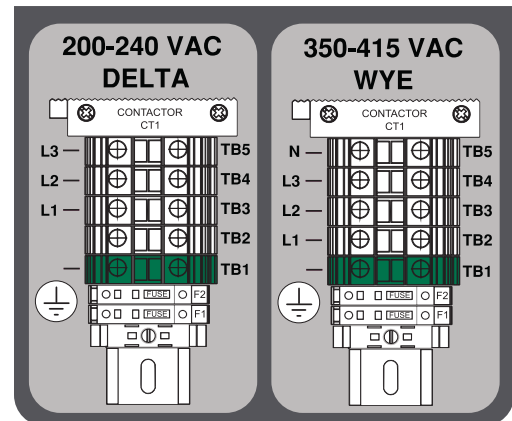 200-240 VAC
DELTA
CONTACTOR
CT1
L3 TB5
L2 TB4
L1 TB3
TB2
TB1
FUSE F2
FUSE F1
350-415 VAC
WYE
CONTACTOR
CT1
N TB5
L3 TB4
L2 TB3
L1 TB2
TB1
FUSE F2
FUSE F1